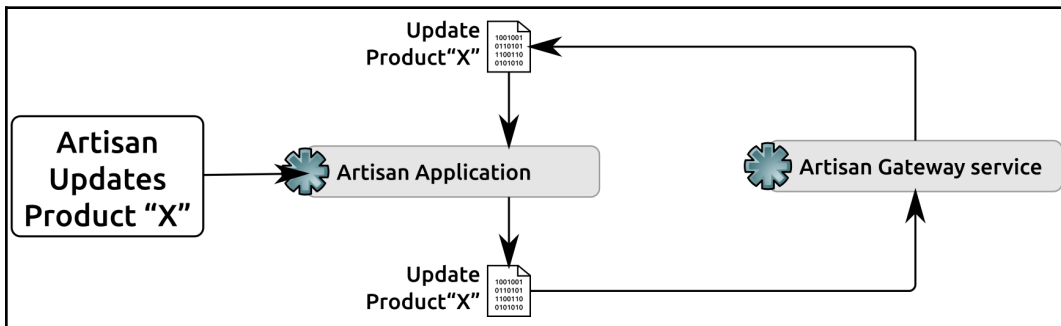 Update
Product“X”
1001001
0110101
1100110
0101010
Artisan
Updates
Product “X”
Artisan Application
Artisan Gateway service
Update
Product“X”
1001001
0110101
1100110
0101010